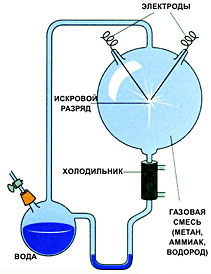 ЭЛЕКТРОДЫ
ИСКРОВОЙ
РАЗРЯД
ХОЛОДИЛЬНИК
ГАЗОВАЯ
СМЕСЬ
(МЕТАН,
АММИАК,
ВОДОРОД)
ВОДА